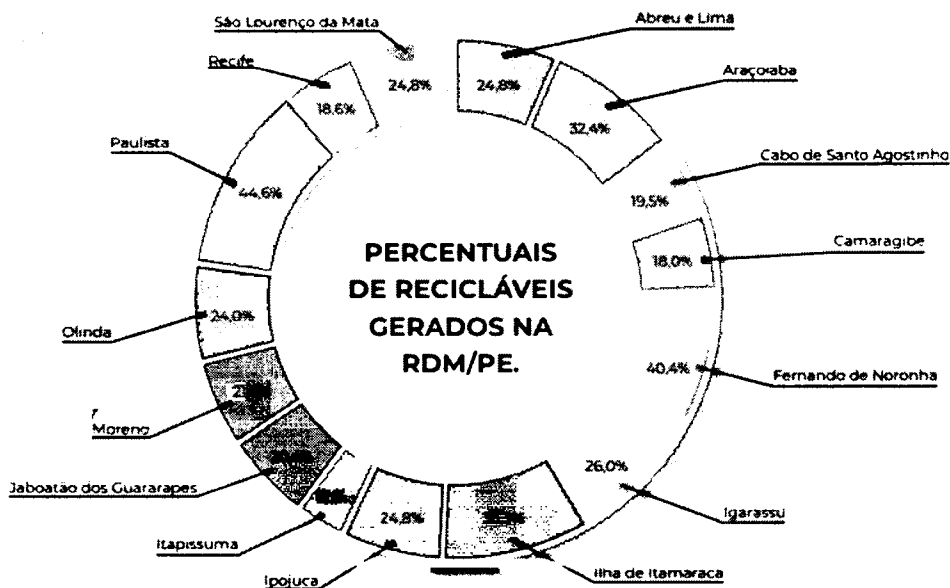 São Lourenço da Mata
Abreu e Lima
Recife
24,8%
24,8%
Araçoiaba
18,6%
32,4%
Paulista
Cabo de Santo Agostinho
44,6%
19,5%
PERCENTUAIS
DE RECICLÁVEIS
GERADOS NA
RDM/PE.
Camaragibe
18,0%
24,0%
Olinda
40,4%
Fernando de Noronha
Moreno
26,0%
Jaboatão dos Guararapes
Igarassu
24,8%
Itapissuma
Ipojuca
Ilha de Itamaraca